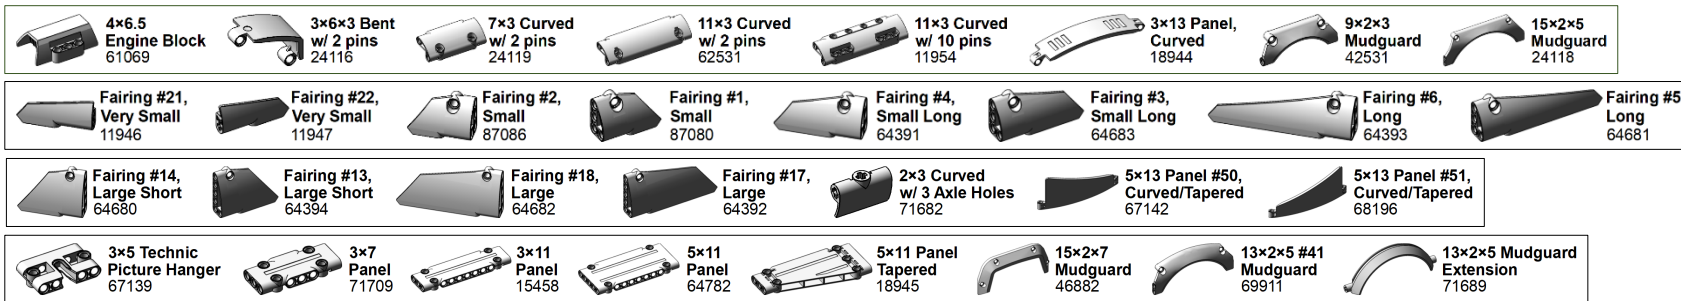 4×6.5
Engine Block
61069
3×6×3 Bent
w/ 2 pins
24116
7×3 Curved
w/ 2 pins
24119
11×3 Curved
w/ 2 pins
62531
11×3 Curved
w/ 10 pins
11954
3×13 Panel,
Curved
18944
9×2×3
Mudguard
42531
15×2×5
Mudguard
24118
Fairing #21,
Very Small
11946
Fairing #22,
Very Small
11947
Fairing #2,
Small
87086
Fairing #1,
Small
87080
Fairing #4,
Small Long
64391
Fairing #3,
Small Long
64683
Fairing #6,
Long
64393
Fairing #5
Long
64681
Fairing #14,
Large Short
64680
Fairing #13,
Large Short
64394
Fairing #18,
Large
64682
Fairing #17,
Large
64392
2×3 Curved
w/ 3 Axle Holes
71682
5×13 Panel #50,
Curved/Tapered
67142
5×13 Panel #51,
Curved/Tapered
68196
3×5 Technic
Picture Hanger
67139
3×7
Panel
71709
3×11
Panel
15458
5×11
Panel
64782
5×11 Panel
Tapered
18945
15×2×7
Mudguard
46882
13×2×5 #41
Mudguard
69911
13×2×5 Mudguard
Extension
71689